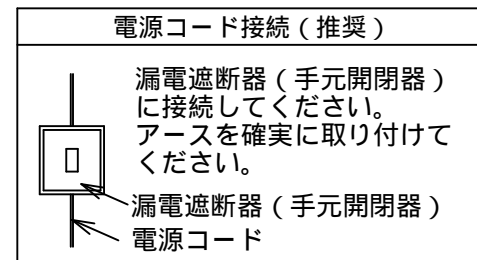 電源コード接続（推奨）
漏電遮断器（手元開閉器）
に接続してください。
アースを確実に取り付けて
ください。
漏電遮断器（手元開閉器）
電源コード